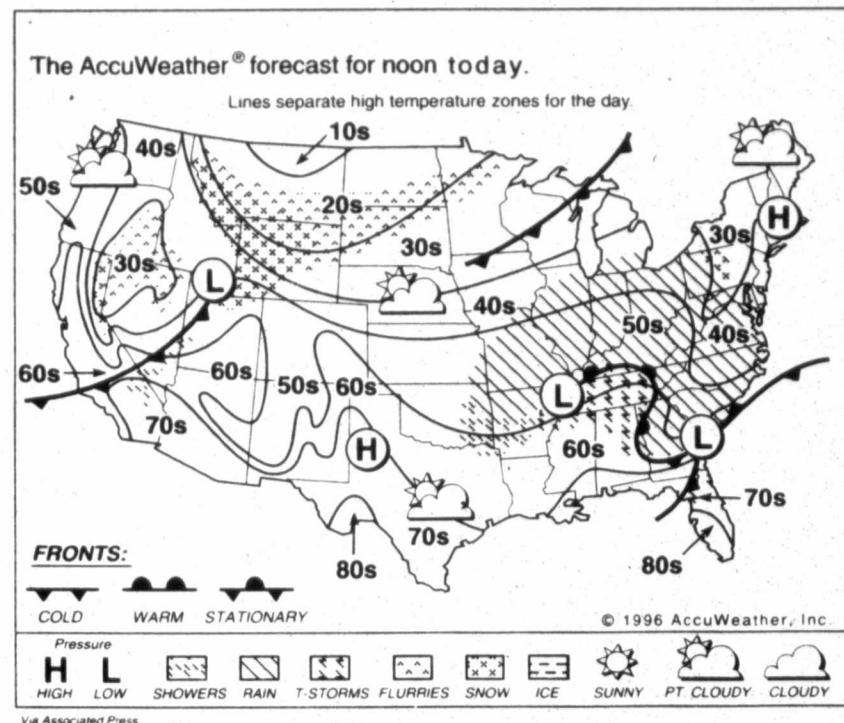 The AccuWeather® forecast for noon today.
Lines separate high temperature zones for the day.
10s
40s
50s
20s
H
30s
30s
30s
L
40s
50s
40s
60s
60s
50s
60s
L
70s
L
H
60s
70s
70s
80s
80s
FRONTS:
COLD WARM STATIONARY
© 1996 AccuWeather, Inc.
Pressure
H L
HIGH LOW SHOWERS RAIN T-STORMS FLURRIES SNOW ICE SUNNY PT. CLOUDY CLOUDY
Via Associated Press